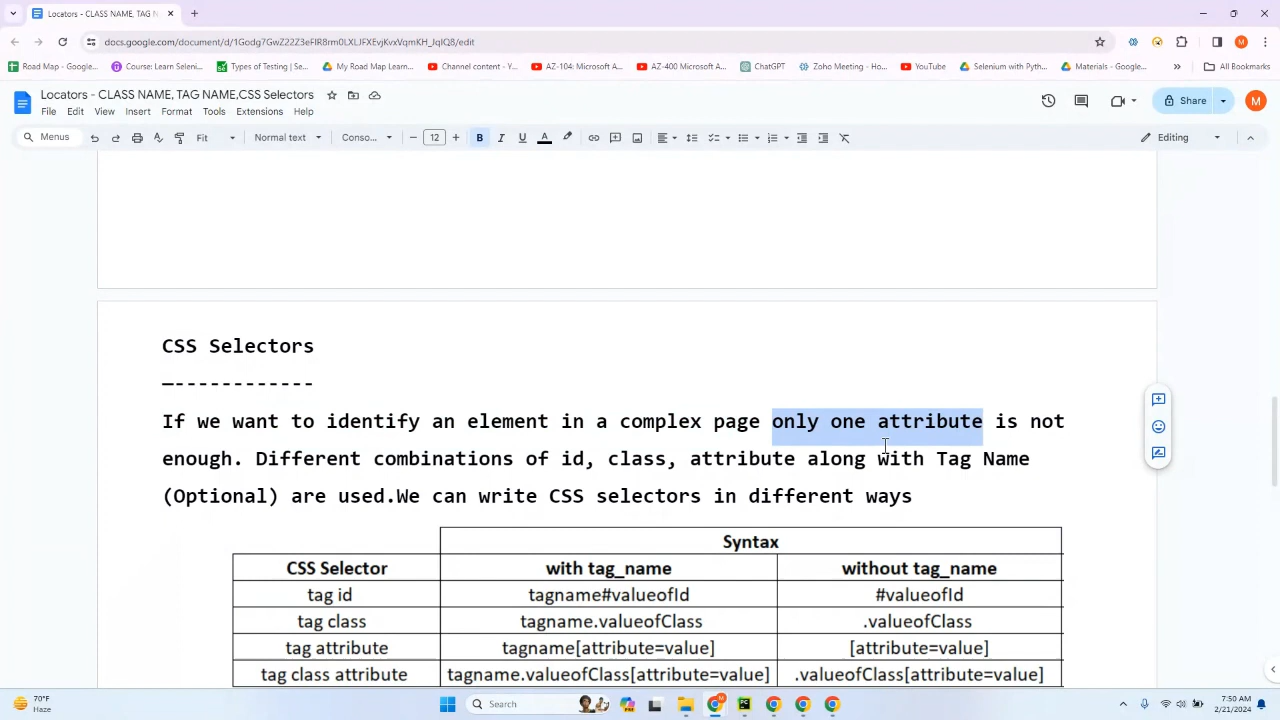 Locators - CLASS NAME, TAG N
docs.google.com/document/d/1Godg7GwZ22Z3eFIR8rm0LXLJFXEvjKvxVqmKH_JqlQ8/edit
Road Map - Google... Course: Learn Seleni... Types of Testing | Se... My Road Map Lear... Channel content - Y... AZ-104: Microsoft A... AZ-400 Microsoft A... ChatGPT Zoho Meeting - Ho... YouTube Selenium with Pyth... Materials - Google... » All Bookmarks
Locators - CLASS NAME, TAG NAME,CSS Selectors
File Edit View Insert Format Tools Extensions Help
Share M
Menus Fit Normal text Conso... 12 B I U A Editing
CSS Selectors
—------------
If we want to identify an element in a complex page only one attribute is not
enough. Different combinations of id, class, attribute along with Tag Name
(Optional) are used.We can write CSS selectors in different ways
Syntax
CSS Selector with tag_name without tag_name
tag id tagname#valueofId #valueofId
tag class tagname.valueofClass .valueofClass
tag attribute tagname[attribute=value] [attribute=value]
tag class attribute tagname.valueofClass[attribute=value] .valueofClass[attribute=value]
70°F
Haze
Search
7:50 AM
2/21/2024